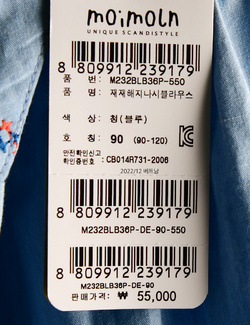 moimoln
UNIQUE SCANDISTYLE
8 809912 239179
품 번: M232BLB36P-550
품 명: 재재해지나시블라우스
색 상: 칭(블루)
호 칭: 90 (90-120)
안전확인신고
확인증번호 : CB014R731-2006
2022/12 베트남
8 809912 239179
M232BLB36P-DE-90-550
8 809912 239179
M232BLB36P-DE-90
판매가격: ₩ 55,000